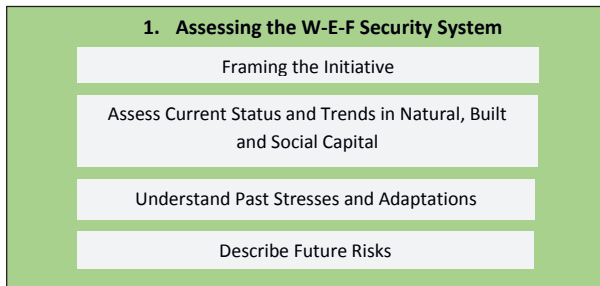 1. Assessing the W-E-F Security System
Framing the Initiative
Assess Current Status and Trends in Natural, Built
and Social Capital
Understand Past Stresses and Adaptations
Describe Future Risks